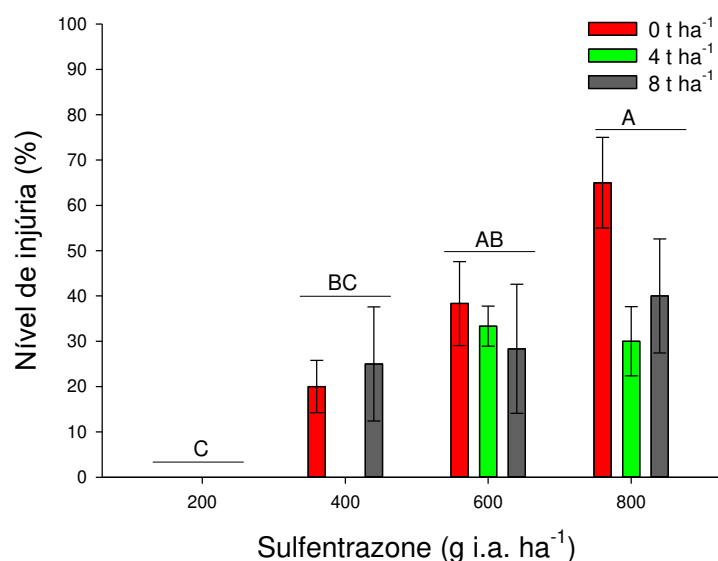 0 t ha⁻¹
4 t ha⁻¹
8 t ha⁻¹
Nível de injúria (%)
100
90
80
70
60
50
40
30
20
10
0
C
BC
AB
A
200 400 600 800
Sulfentrazone (g i.a. ha⁻¹)